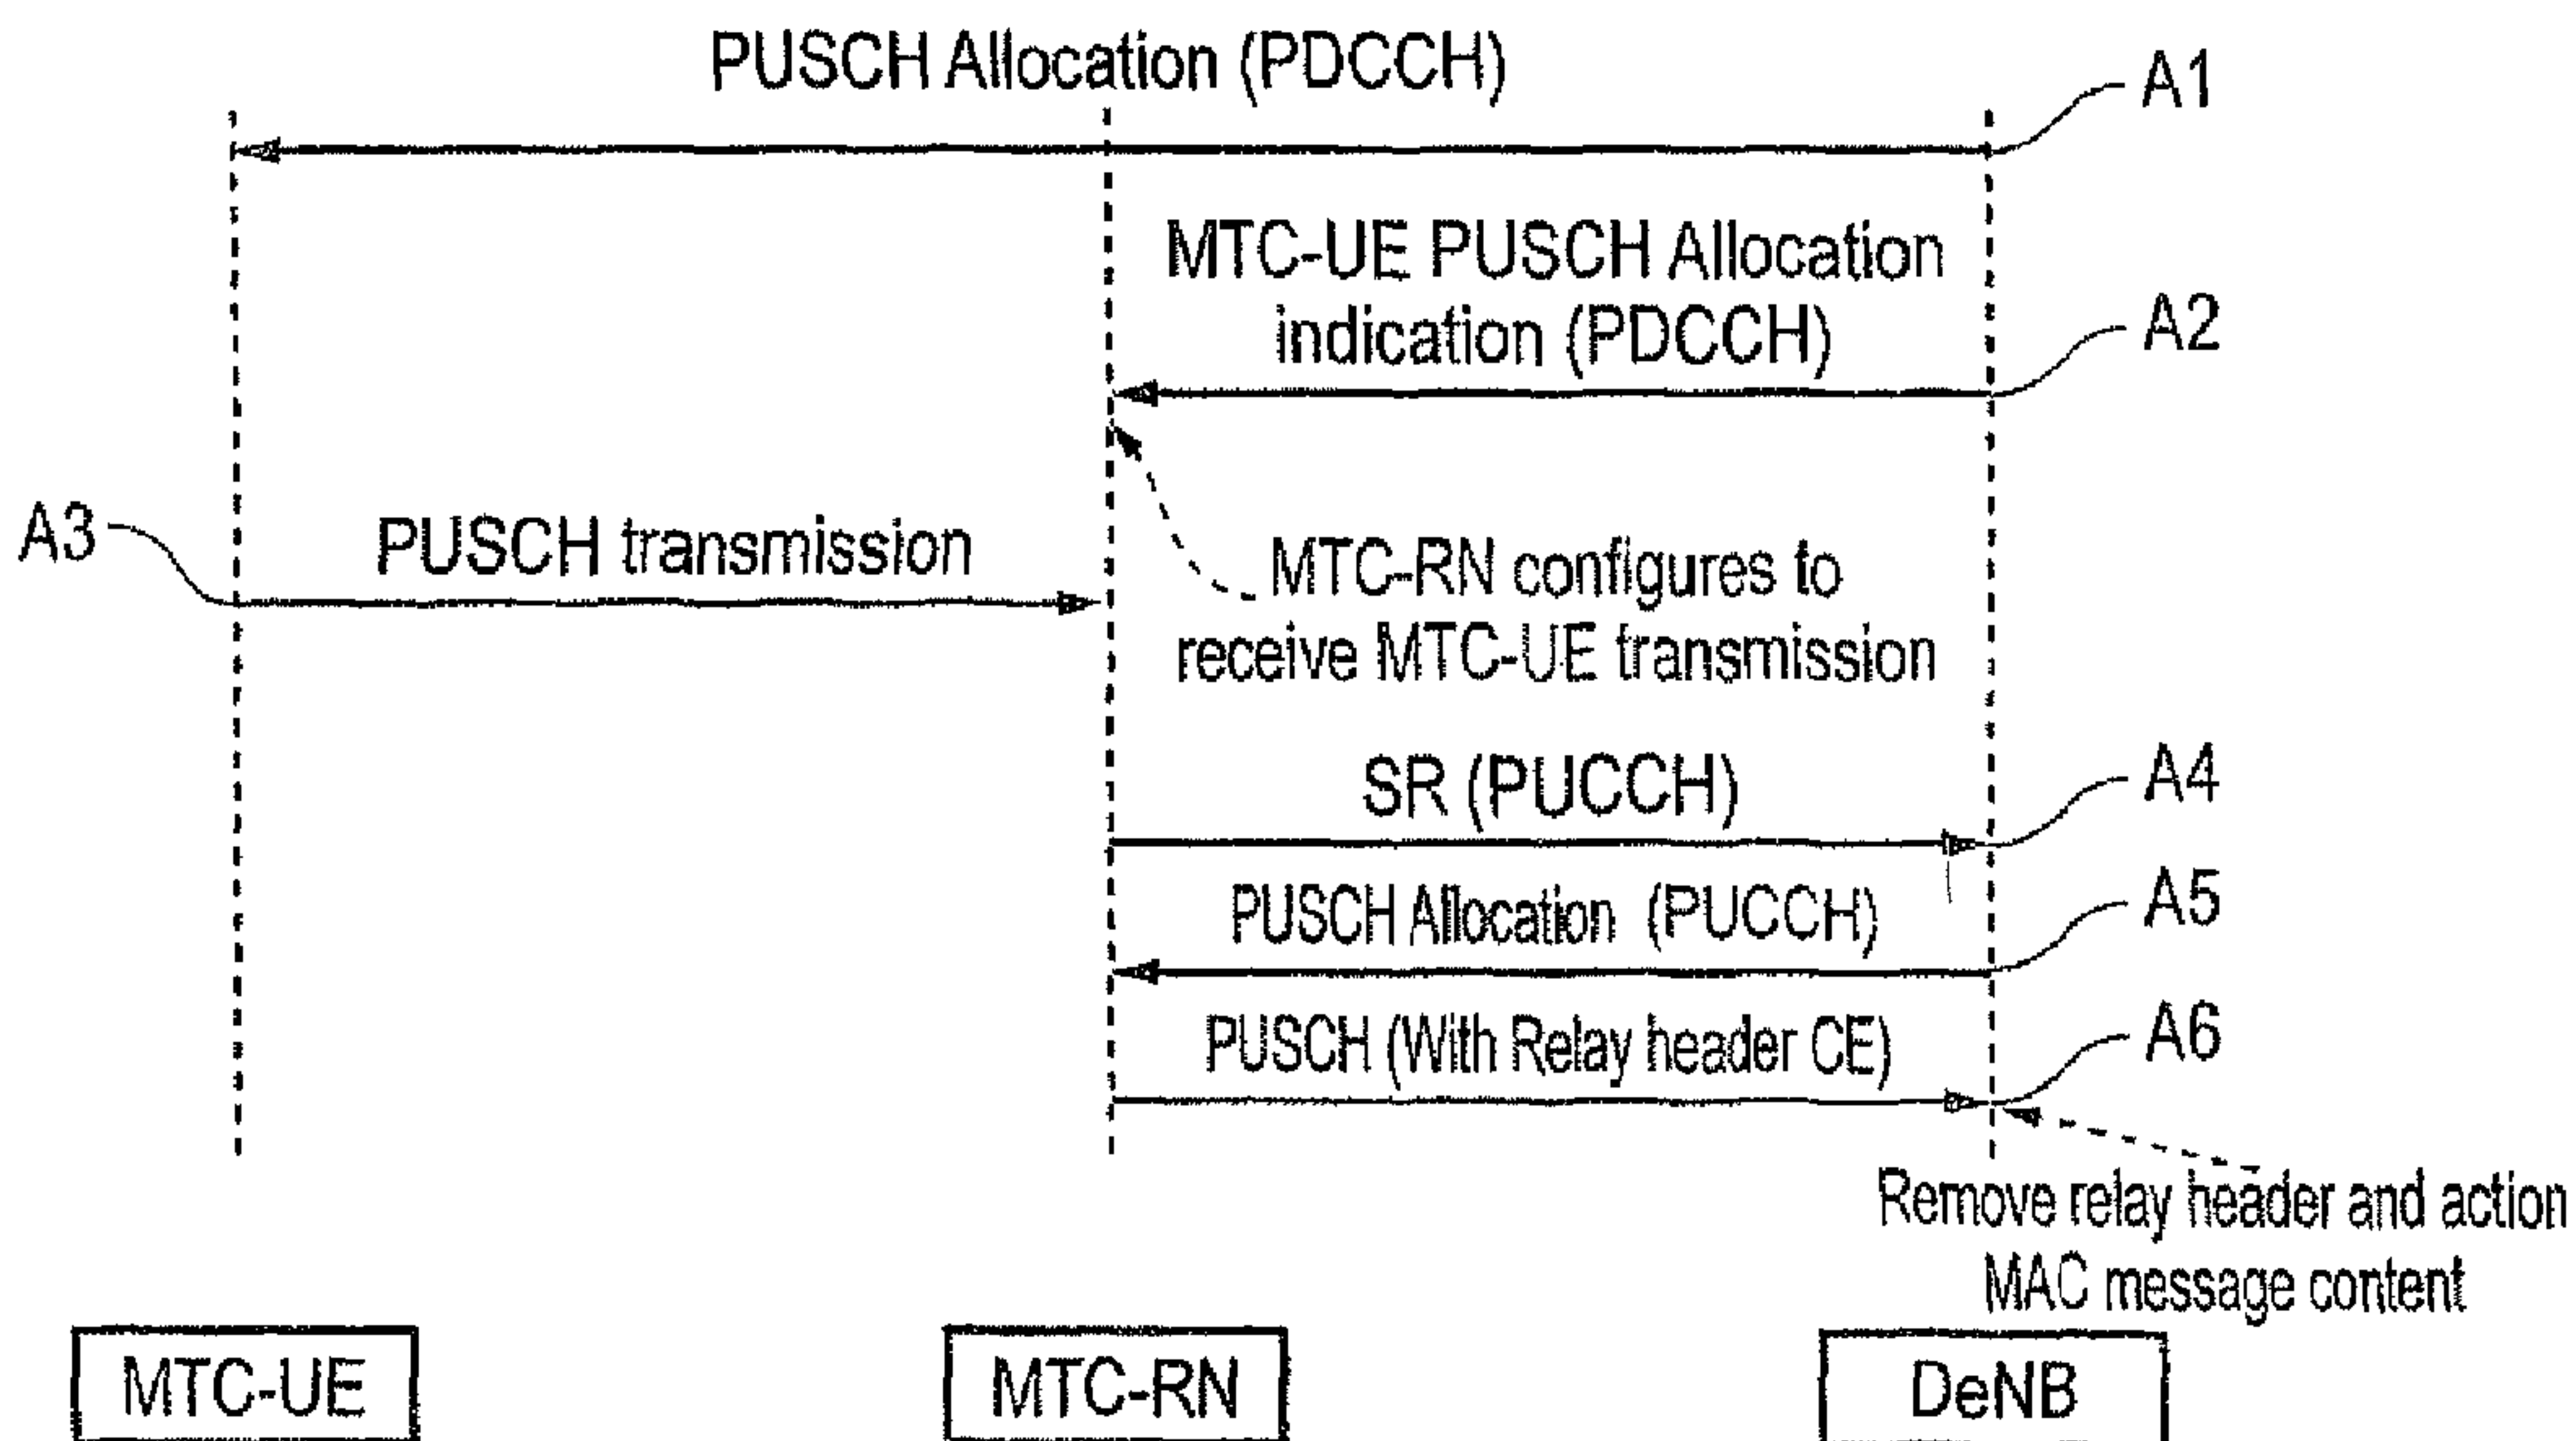 PUSCH Allocation (PDCCH)
A1
MTC-UE PUSCH Allocation
indication (PDCCH)
A2
A3
PUSCH transmission
MTC-RN configures to
receive MTC-UE transmission
SR (PUCCH)
A4
PUSCH Allocation (PUCCH)
A5
PUSCH (With Relay header CE)
A6
Remove relay header and action
MAC message content
MTC-UE
MTC-RN
DeNB